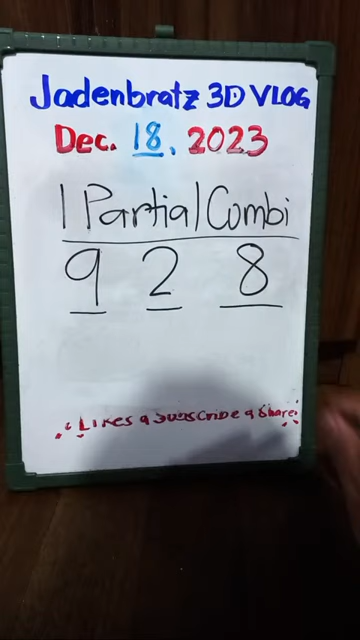 Jadenbratz 3D VLOG
Dec. 18. 2023
1 Partial Combi
9 2 8
Likes & Subscribe & Share